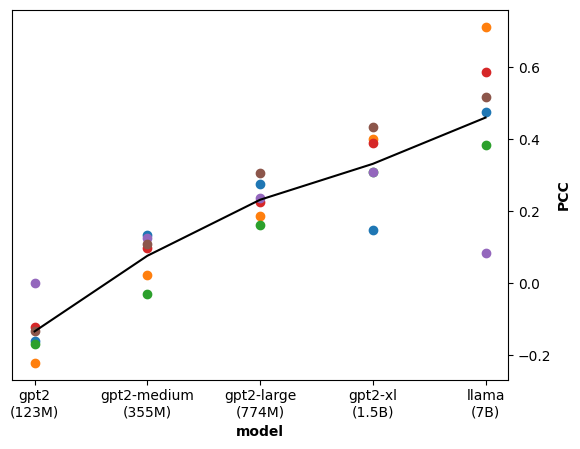 0.6
0.4
0.2
0.0
−0.2
PCC
gpt2 gpt2-medium gpt2-large gpt2-xl llama
(123M) (355M) (774M) (1.5B) (7B)
model